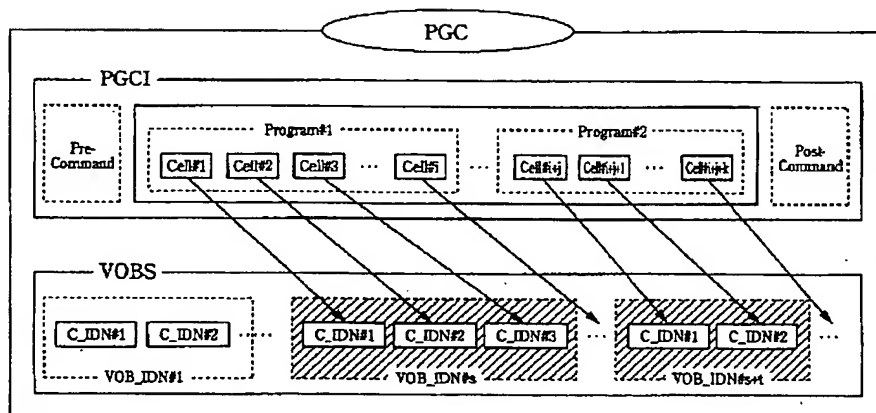 PGC
PGCI
Pre-
Command
Program#1
Cell#1 Cell#2 Cell#3 ... Cell#5 ...
Program#2
Cell#i+j Cell#i+j+1 ... Cell#i+j+k
Post-
Command
VOBS
C_IDN#1 C_IDN#2 ...
VOB_IDN#1
C_IDN#1 C_IDN#2 C_IDN#3 ...
VOB_IDN#s
C_IDN#1 C_IDN#2 ...
VOB_IDN#s+t